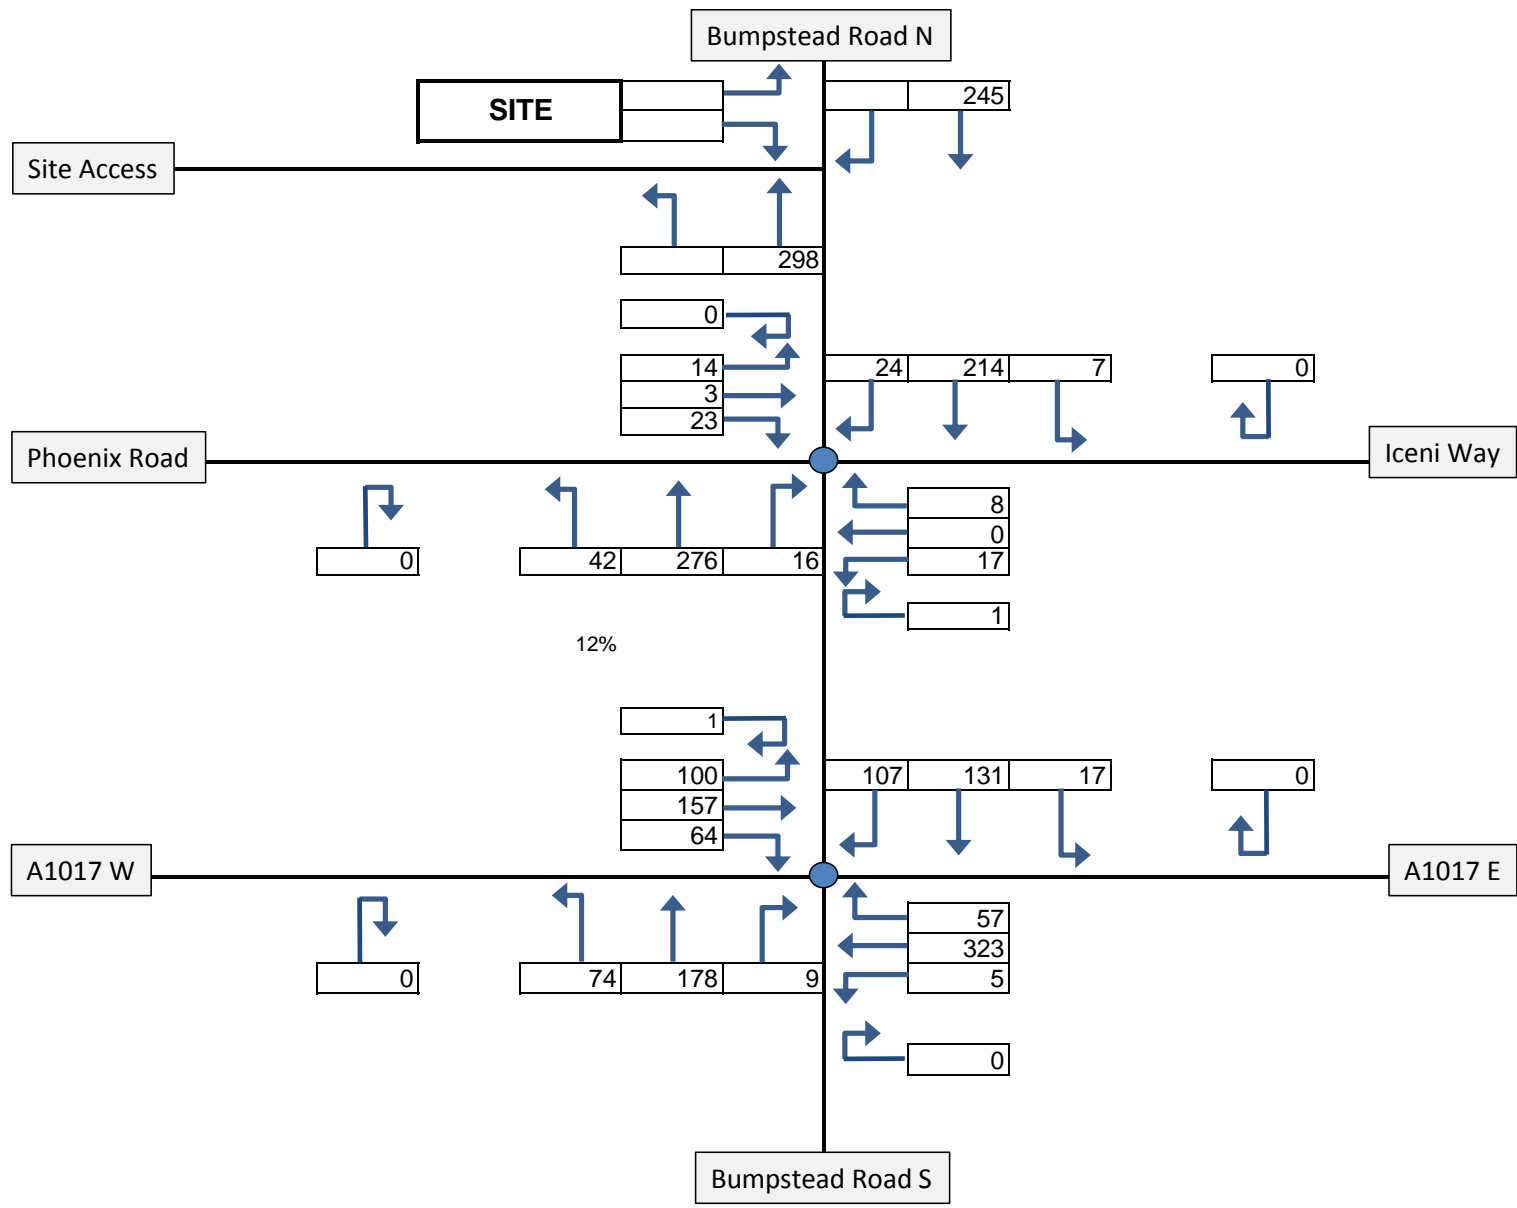 Bumpstead Road N
SITE
245
Site Access
298
0
14 24 214 7 0
3
23
Phoenix Road Iceni Way
8
0
0 42 276 16 17
1
12%
1
100 107 131 17 0
157
64
A1017 W A1017 E
57
323
0 74 178 9 5
0
Bumpstead Road S